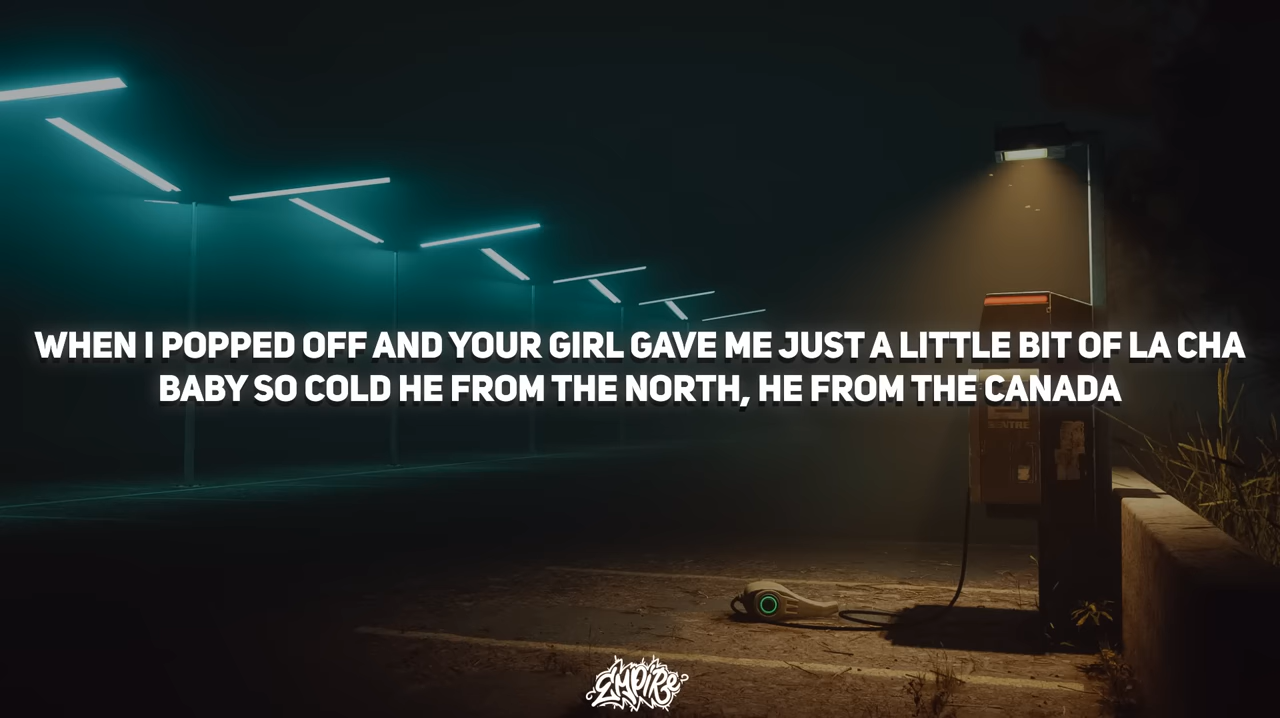 WHEN I POPPED OFF AND YOUR GIRL GAVE ME JUST A LITTLE BIT OF LA CHA
BABY SO COLD HE FROM THE NORTH, HE FROM THE CANADA
EMPIRE